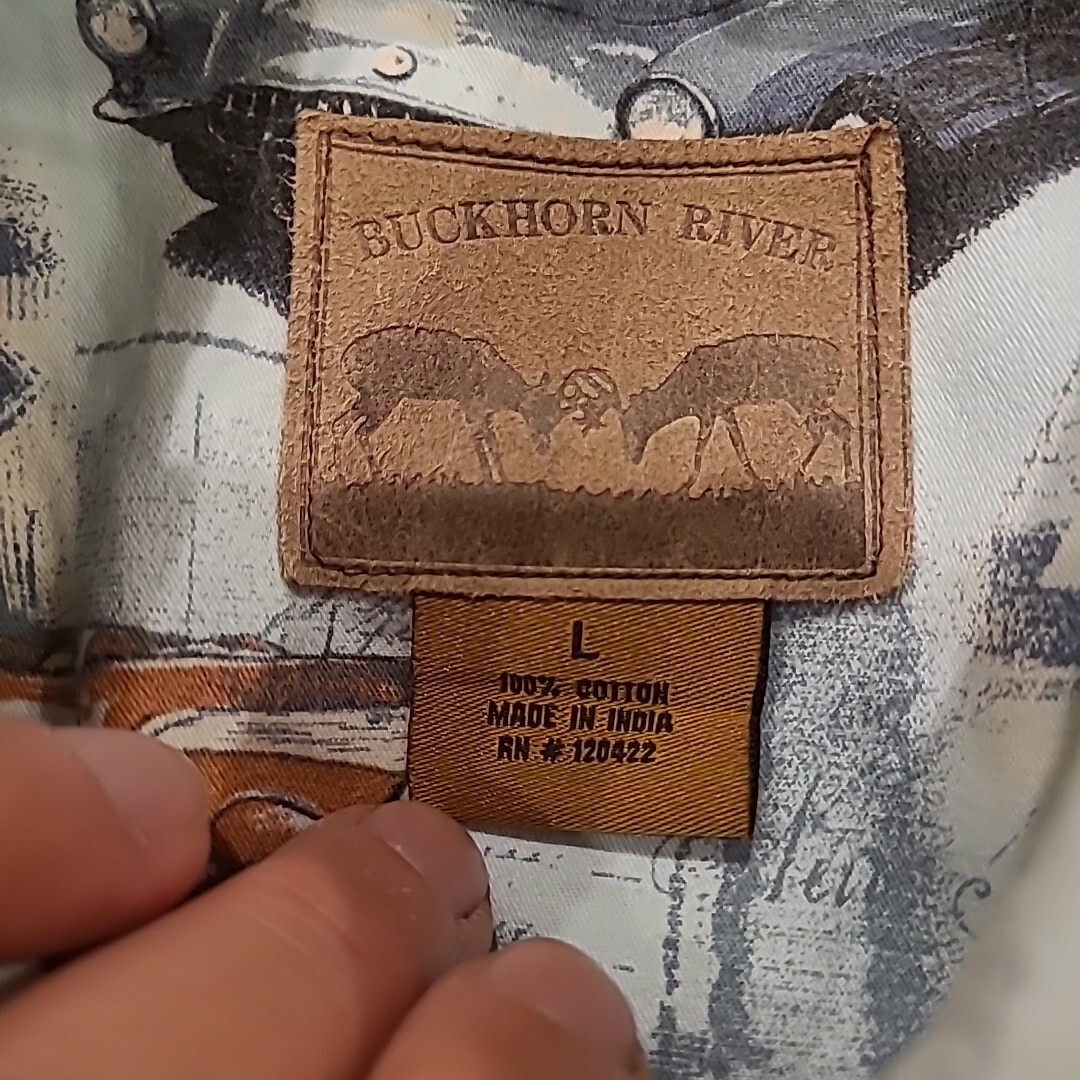 BUCKHORN RIVER
L
100% COTTON
MADE IN INDIA
RN # 120422